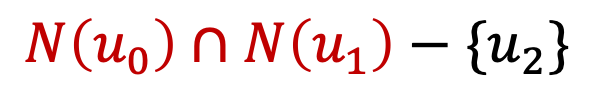 N(u₀) ∩ N(u₁) − {u₂}